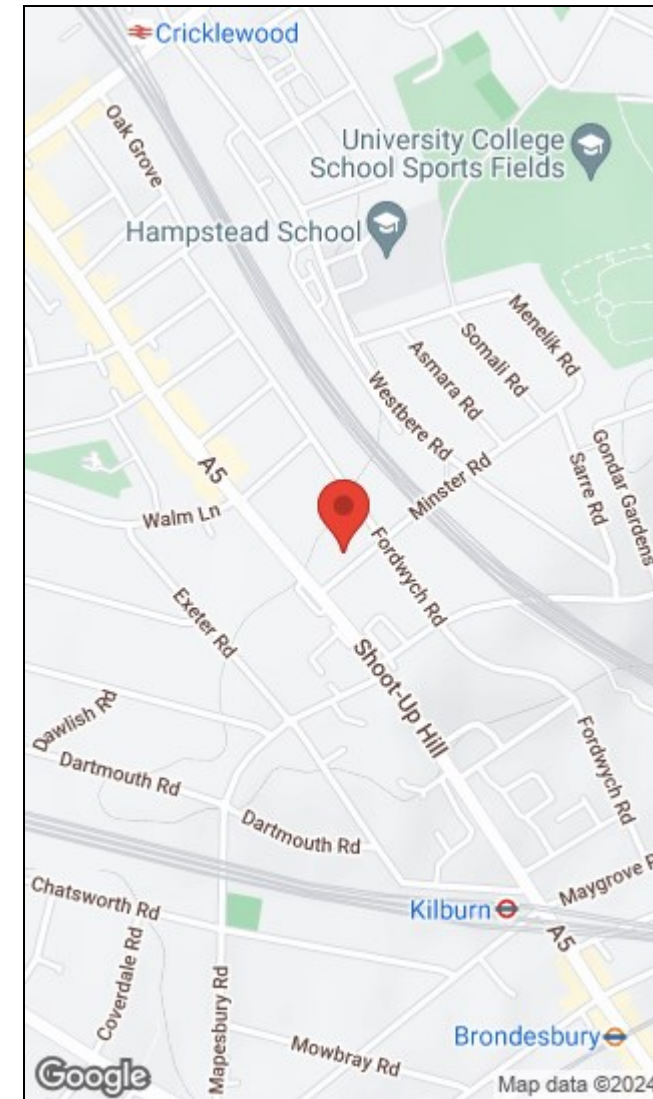 Cricklewood
Oak Grove
University College
School Sports Fields
Hampstead School
Menelik Rd
Somali Rd
Asmara Rd
Westbere Rd
Gondar Gardens
Sarre Rd
A5
Minster Rd
Walm Ln
Fordwych Rd
Exeter Rd
Shoot-Up Hill
Dawlish Rd
Fordwych Rd
Dartmouth Rd
Dartmouth Rd
Maygrove R
Chatsworth Rd
Kilburn
A5
Coverdale Rd
Mapesbury Rd
Brondesbury
Mowbray Rd
Google
Map data ©2024